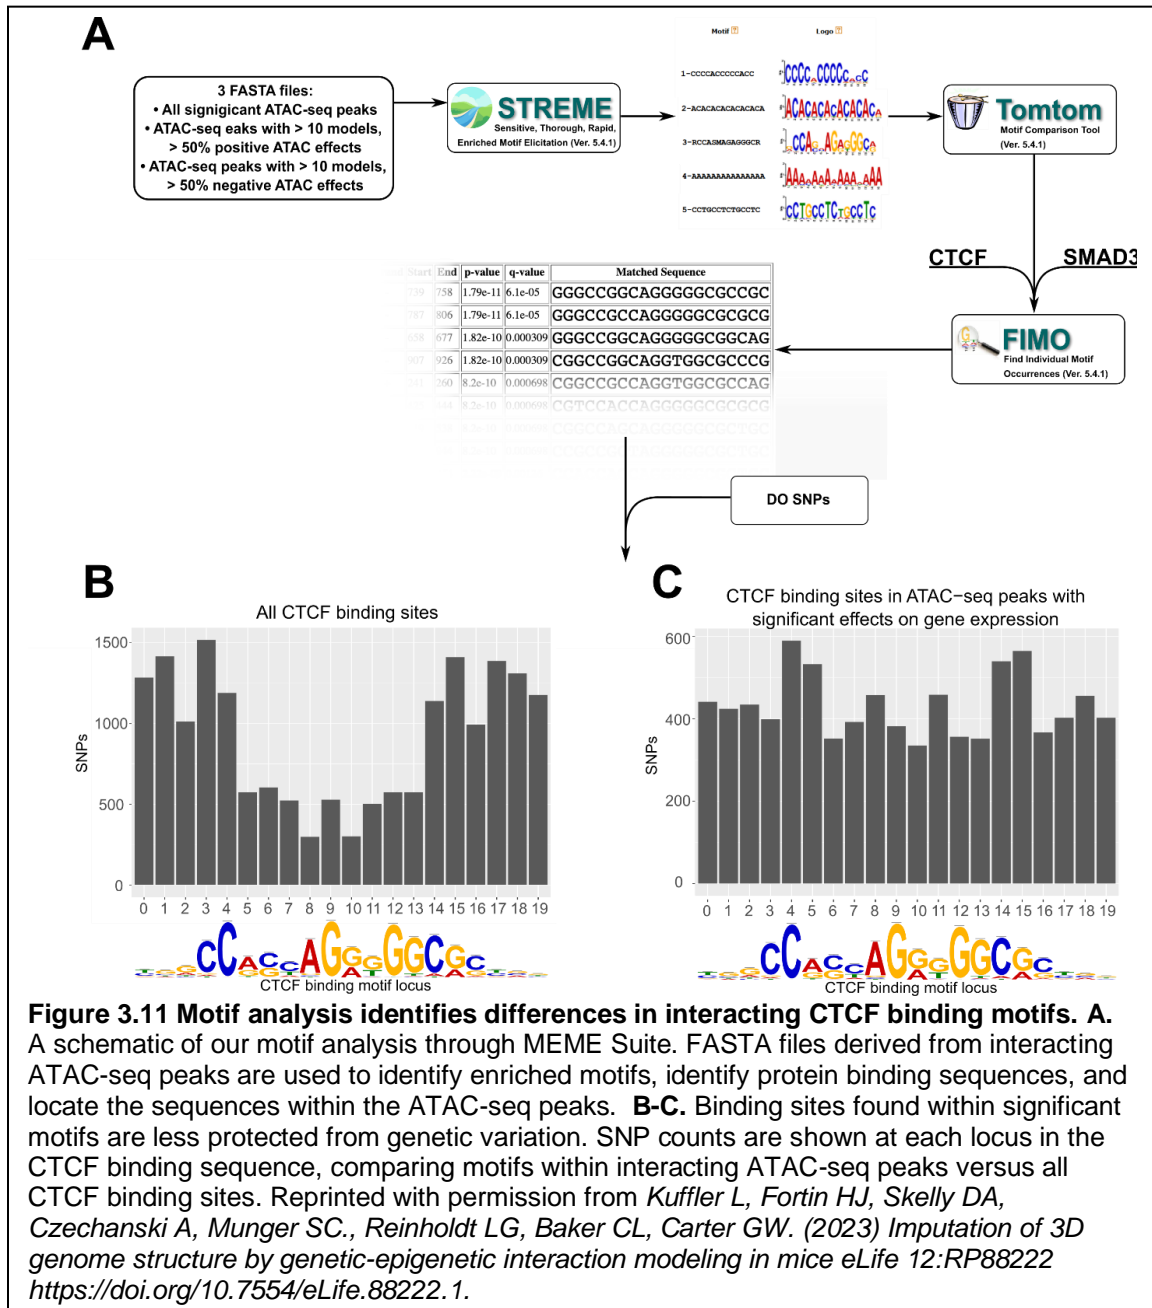 A
3 FASTA files:
• All signigicant ATAC-seq peaks
• ATAC-seq eaks with > 10 models,
> 50% positive ATAC effects
• ATAC-seq peaks with > 10 models,
> 50% negative ATAC effects
STREME
Sensitive, Thorough, Rapid,
Enriched Motif Elicitation (Ver. 5.4.1)
Motif ? Logo ?
1-CCCCACCCCCACC
2-ACACACACACACACA
3-RCCASMAGAGGGCR
4-AAAAAAAAAAAAAAA
5-CCTGCCTCTGCCTC
Tomtom
Motif Comparison Tool
(Ver. 5.4.1)
CTCF SMAD3
FIMO
Find Individual Motif
Occurrences (Ver. 5.4.1)
Start End p-value q-value Matched Sequence
739 758 1.79e-11 6.1e-05 GGGCCGGCAGGGGGCGCCGC
787 806 1.79e-11 6.1e-05 GGGCCGCCAGGGGGCGCGCG
658 677 1.82e-10 0.000309 GGGCCGGCAGGGGGCGGCAG
907 926 1.82e-10 0.000309 CGGCCGGCAGGTGGCGCCCG
241 260 8.2e-10 0.000698 CGGCCGCCAGGTGGCGCCAG
8.2e-10 0.000698 CGTCCACCAGGGGGCGCGCG
CGGCCAGCAGGGGGCGCTGC
DO SNPs
B
All CTCF binding sites
SNPs
1500
1000
500
0
0 1 2 3 4 5 6 7 8 9 10 11 12 13 14 15 16 17 18 19
CTCF binding motif locus
C
CTCF binding sites in ATAC−seq peaks with
significant effects on gene expression
SNPs
600
400
200
0
0 1 2 3 4 5 6 7 8 9 10 11 12 13 14 15 16 17 18 19
CTCF binding motif locus
Figure 3.11 Motif analysis identifies differences in interacting CTCF binding motifs. A.
A schematic of our motif analysis through MEME Suite. FASTA files derived from interacting
ATAC-seq peaks are used to identify enriched motifs, identify protein binding sequences, and
locate the sequences within the ATAC-seq peaks. B-C. Binding sites found within significant
motifs are less protected from genetic variation. SNP counts are shown at each locus in the
CTCF binding sequence, comparing motifs within interacting ATAC-seq peaks versus all
CTCF binding sites. Reprinted with permission from Kuffler L, Fortin HJ, Skelly DA,
Czechanski A, Munger SC., Reinholdt LG, Baker CL, Carter GW. (2023) Imputation of 3D
genome structure by genetic-epigenetic interaction modeling in mice eLife 12:RP88222
https://doi.org/10.7554/eLife.88222.1.